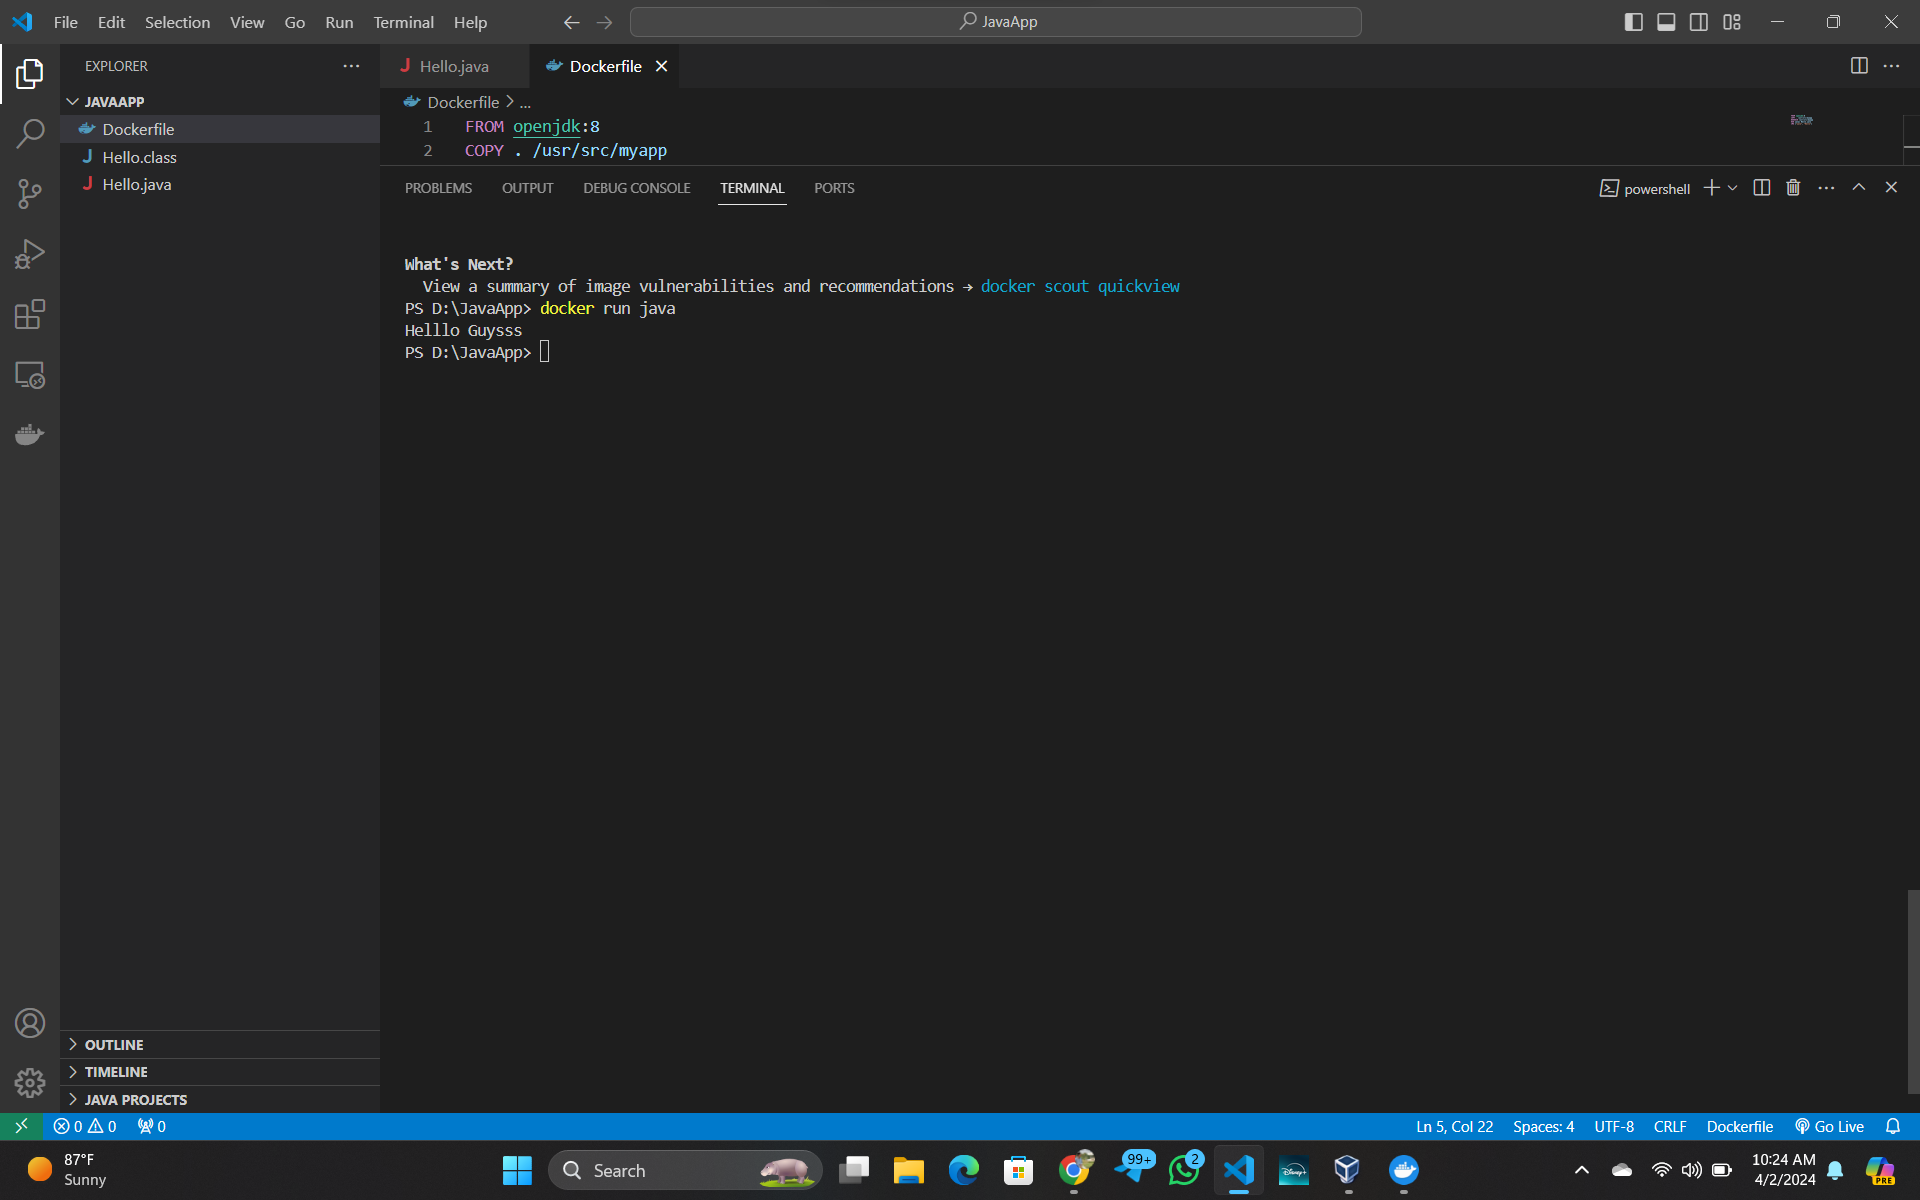 File Edit Selection View Go Run Terminal Help
JavaApp
EXPLORER
JAVAAPP
Dockerfile
Hello.class
Hello.java
OUTLINE
TIMELINE
JAVA PROJECTS
Hello.java
Dockerfile
Dockerfile > ...
1 FROM openjdk:8
2 COPY . /usr/src/myapp
PROBLEMS OUTPUT DEBUG CONSOLE TERMINAL PORTS
powershell
What's Next?
View a summary of image vulnerabilities and recommendations → docker scout quickview
PS D:\JavaApp> docker run java
Helllo Guysss
PS D:\JavaApp>
0 0 0
Ln 5, Col 22 Spaces: 4 UTF-8 CRLF Dockerfile Go Live
87°F
Sunny
Search
99+
2
Disney+
10:24 AM
4/2/2024
PRE